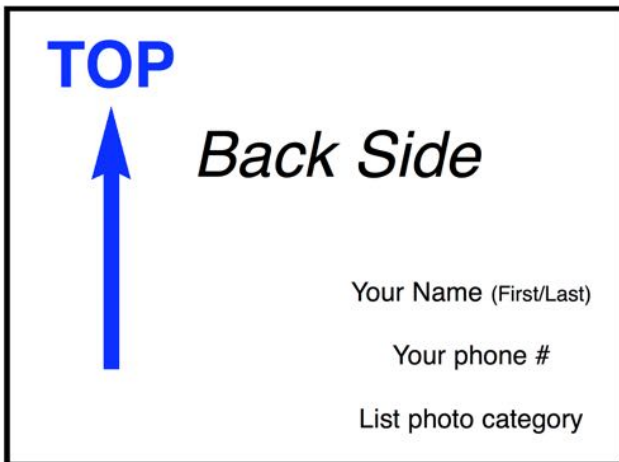 TOP
Back Side
Your Name (First/Last)
Your phone #
List photo category